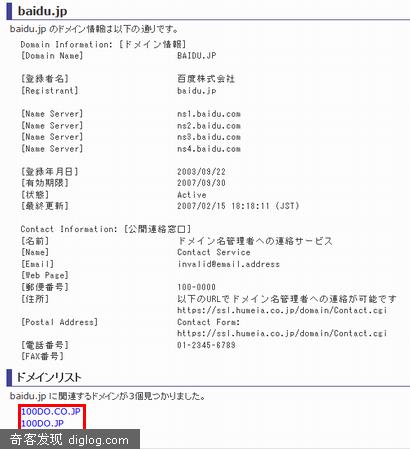 baidu.jp
baidu.jp のドメイン情報は以下の通りです。
Domain Information: [ドメイン情報]
[Domain Name] BAIDU.JP
[登録者名] 百度株式会社
[Registrant] baidu.jp
[Name Server] ns1.baidu.com
[Name Server] ns2.baidu.com
[Name Server] ns3.baidu.com
[Name Server] ns4.baidu.com
[登録年月日] 2003/09/22
[有効期限] 2007/09/30
[状態] Active
[最終更新] 2007/02/15 18:18:11 (JST)
Contact Information: [公開連絡窓口]
[名前] ドメイン名管理者への連絡サービス
[Name] Contact Service
[Email] invalid@email.address
[Web Page]
[郵便番号] 100-0000
[住所] 以下のURLでドメイン名管理者への連絡が可能です
https://ssl.humeia.co.jp/domain/Contact.cgi
[Postal Address] Contact Form:
https://ssl.humeia.co.jp/domain/Contact.cgi
[電話番号] 01-2345-6789
[FAX番号]
ドメインリスト
baidu.jp に関連するドメインが3個見つかりました。
100DO.CO.JP
100DO.JP
奇客发现 diglog.com